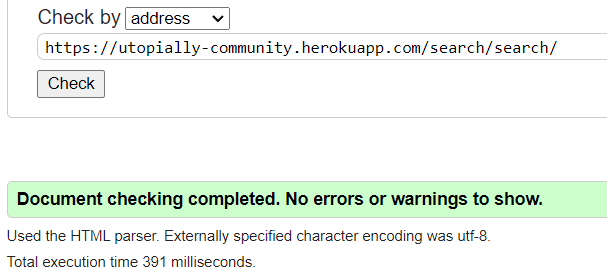 Check by address
https://utopially-community.herokuapp.com/search/search/
Check
Document checking completed. No errors or warnings to show.
Used the HTML parser. Externally specified character encoding was utf-8.
Total execution time 391 milliseconds.